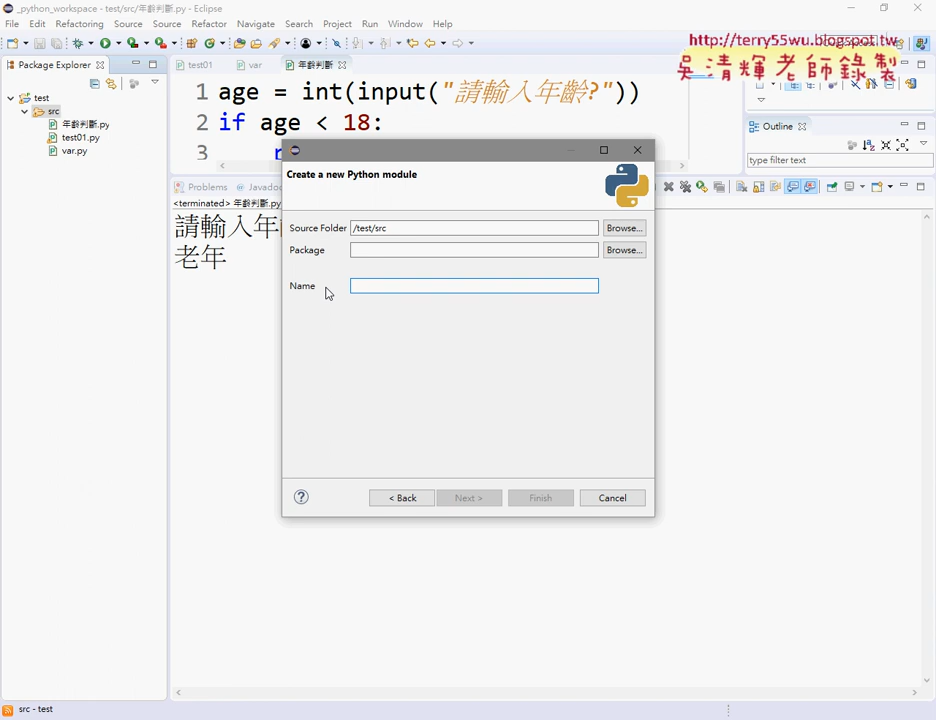 _python_workspace - test/src/年齡判斷.py - Eclipse
File Edit Refactoring Source Source Refactor Navigate Search Project Run Window Help
http://terry55wu.blogspot.tw
吳清輝老師錄製
Package Explorer
test01 var 年齡判斷
test
src
年齡判斷.py
test01.py
var.py
1 age = int(input("請輸入年齡?"))
2 if age < 18:
3
Outline
type filter text
Problems @ Javadoc
<terminated> 年齡判斷.py
請輸入年
老年
Create a new Python module
Source Folder /test/src Browse...
Package Browse...
Name
< Back Next > Finish Cancel
src - test